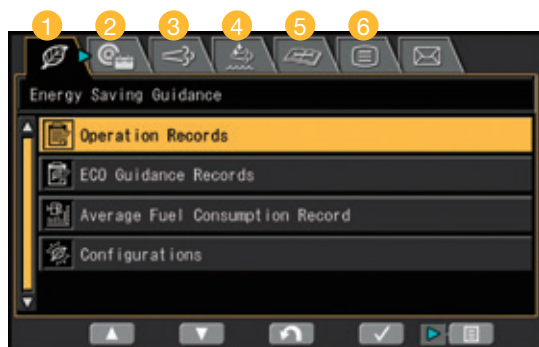 1 2 3 4 5 6
Energy Saving Guidance
Operation Records
ECO Guidance Records
Average Fuel Consumption Record
Configurations